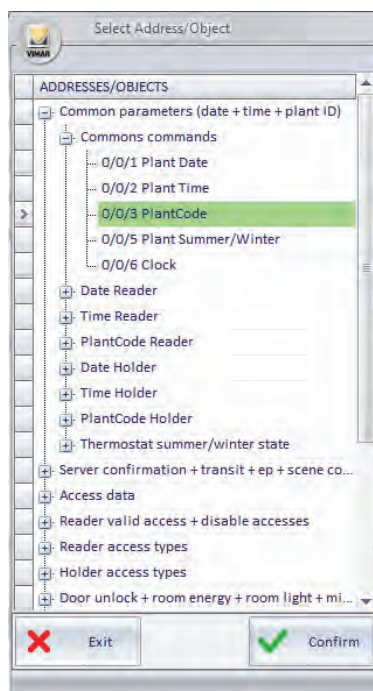 Select Address/Object
VIMAR
ADDRESSES/OBJECTS
Common parameters (date + time + plant ID)
Commons commands
0/0/1 Plant Date
0/0/2 Plant Time
0/0/3 PlantCode
0/0/5 Plant Summer/Winter
0/0/6 Clock
Date Reader
Time Reader
PlantCode Reader
Date Holder
Time Holder
PlantCode Holder
Thermostat summer/winter state
Server confirmation + transit + ep + scene co...
Access data
Reader valid access + disable accesses
Reader access types
Holder access types
Door unlock + room energy + room light + mi...
Exit
Confirm